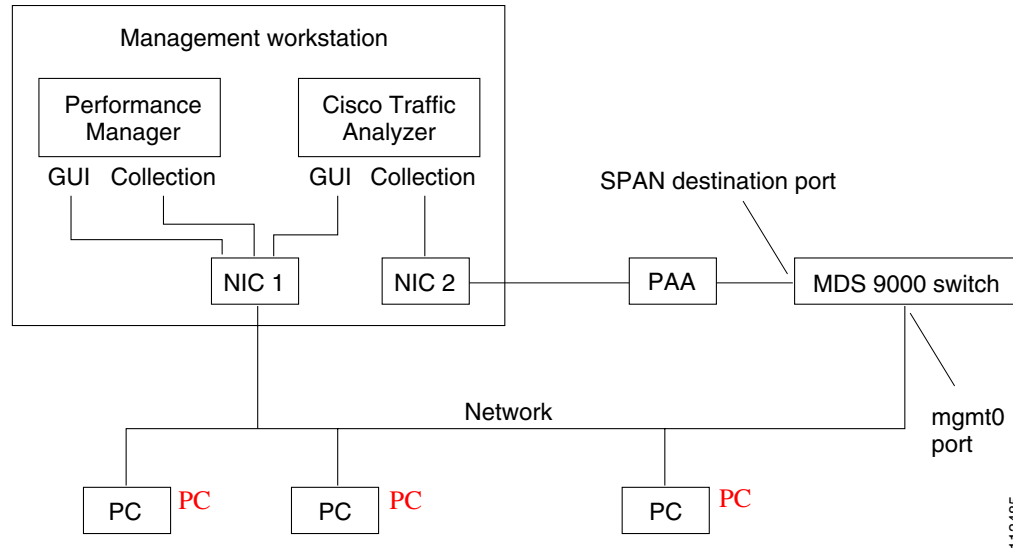 Management workstation
Performance
Manager
Cisco Traffic
Analyzer
GUI Collection
GUI Collection
SPAN destination port
NIC 1
NIC 2
PAA
MDS 9000 switch
Network
mgmt0
port
PC
PC
PC
PC
PC
PC